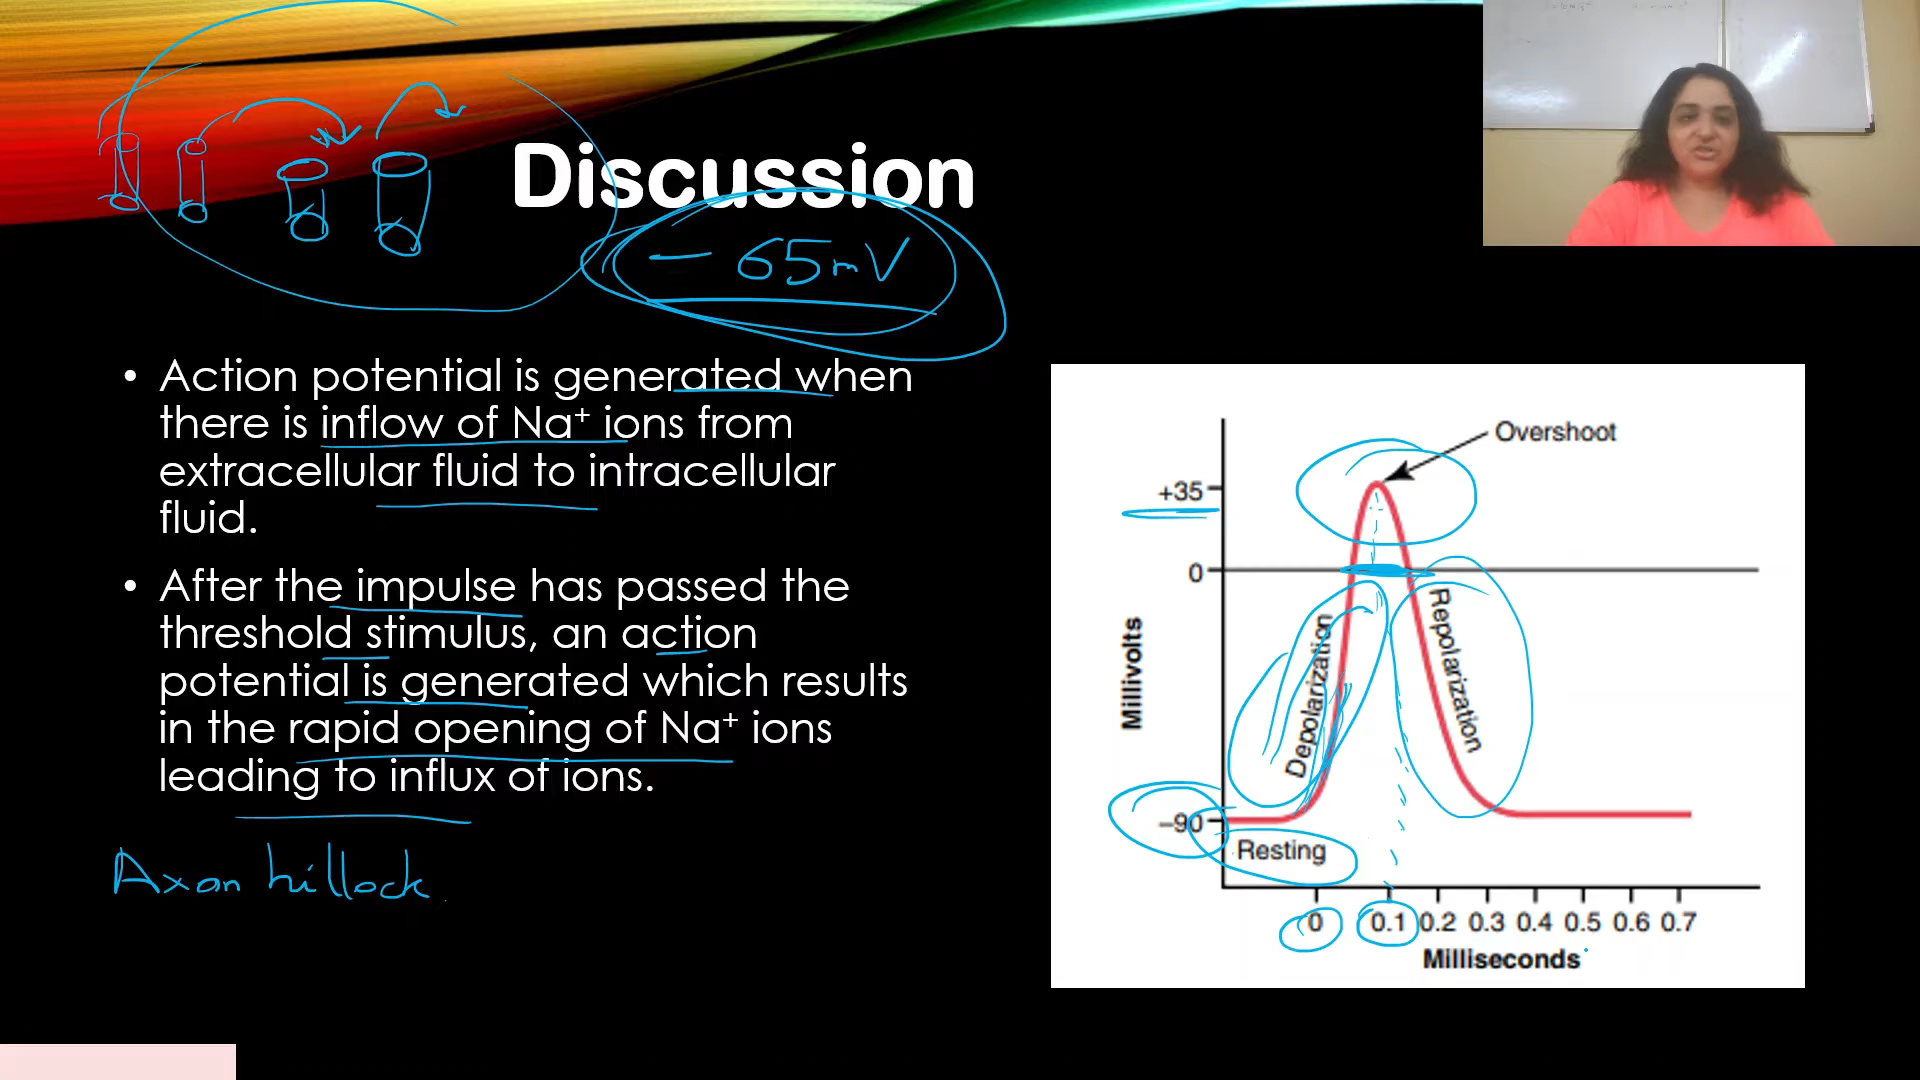 Discussion
– 65mV
• Action potential is generated when
there is inflow of Na⁺ ions from
extracellular fluid to intracellular
fluid.
• After the impulse has passed the
threshold stimulus, an action
potential is generated which results
in the rapid opening of Na⁺ ions
leading to influx of ions.
Axon hillock
Overshoot
+35
0
Millivolts
Depolarization
Repolarization
–90
Resting
0 0.1 0.2 0.3 0.4 0.5 0.6 0.7
Milliseconds